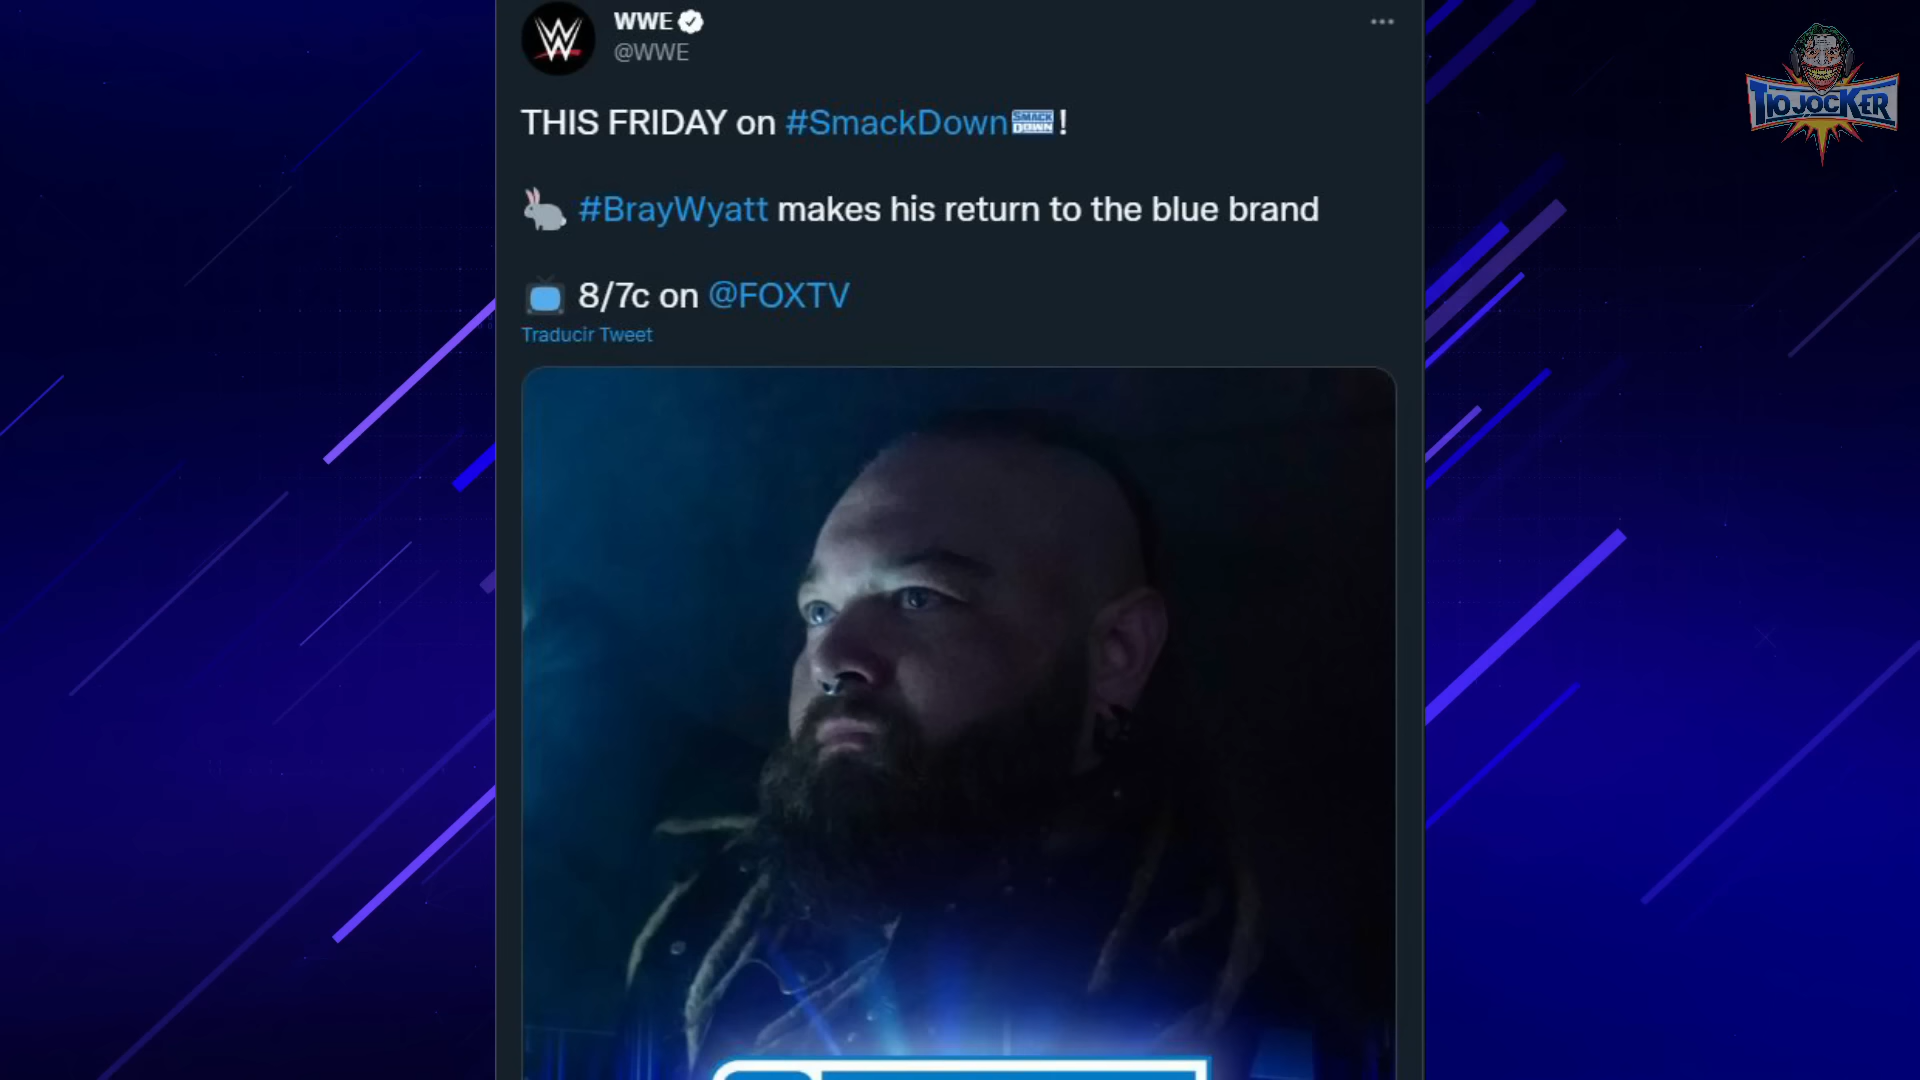 WWE
@WWE
THIS FRIDAY on #SmackDown SMACK DOWN !
#BrayWyatt makes his return to the blue brand
8/7c on @FOXTV
Traducir Tweet
TIOJOCKER